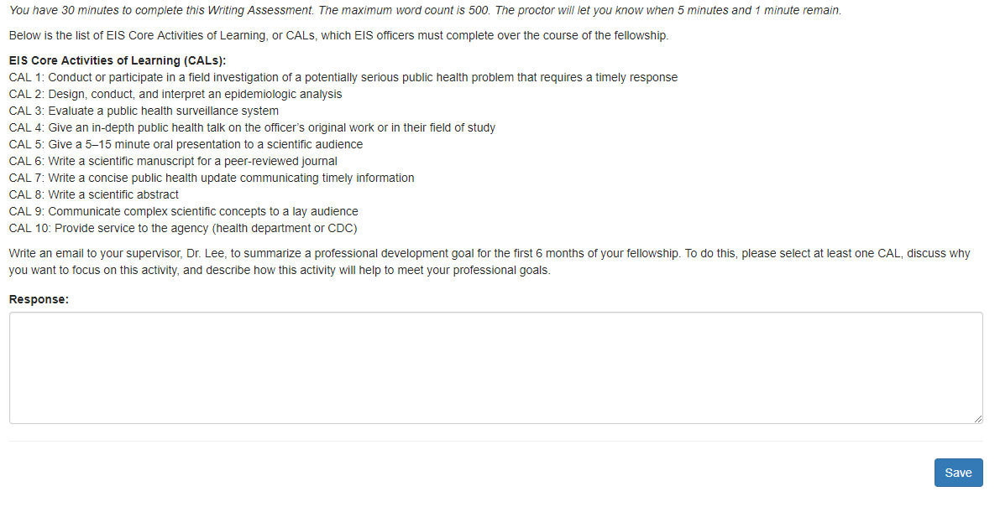 You have 30 minutes to complete this Writing Assessment. The maximum word count is 500. The proctor will let you know when 5 minutes and 1 minute remain.
Below is the list of EIS Core Activities of Learning, or CALs, which EIS officers must complete over the course of the fellowship.
EIS Core Activities of Learning (CALs):
CAL 1: Conduct or participate in a field investigation of a potentially serious public health problem that requires a timely response
CAL 2: Design, conduct, and interpret an epidemiologic analysis
CAL 3: Evaluate a public health surveillance system
CAL 4: Give an in-depth public health talk on the officer's original work or in their field of study
CAL 5: Give a 5–15 minute oral presentation to a scientific audience
CAL 6: Write a scientific manuscript for a peer-reviewed journal
CAL 7: Write a concise public health update communicating timely information
CAL 8: Write a scientific abstract
CAL 9: Communicate complex scientific concepts to a lay audience
CAL 10: Provide service to the agency (health department or CDC)
Write an email to your supervisor, Dr. Lee, to summarize a professional development goal for the first 6 months of your fellowship. To do this, please select at least one CAL, discuss why
you want to focus on this activity, and describe how this activity will help to meet your professional goals.
Response:
Save